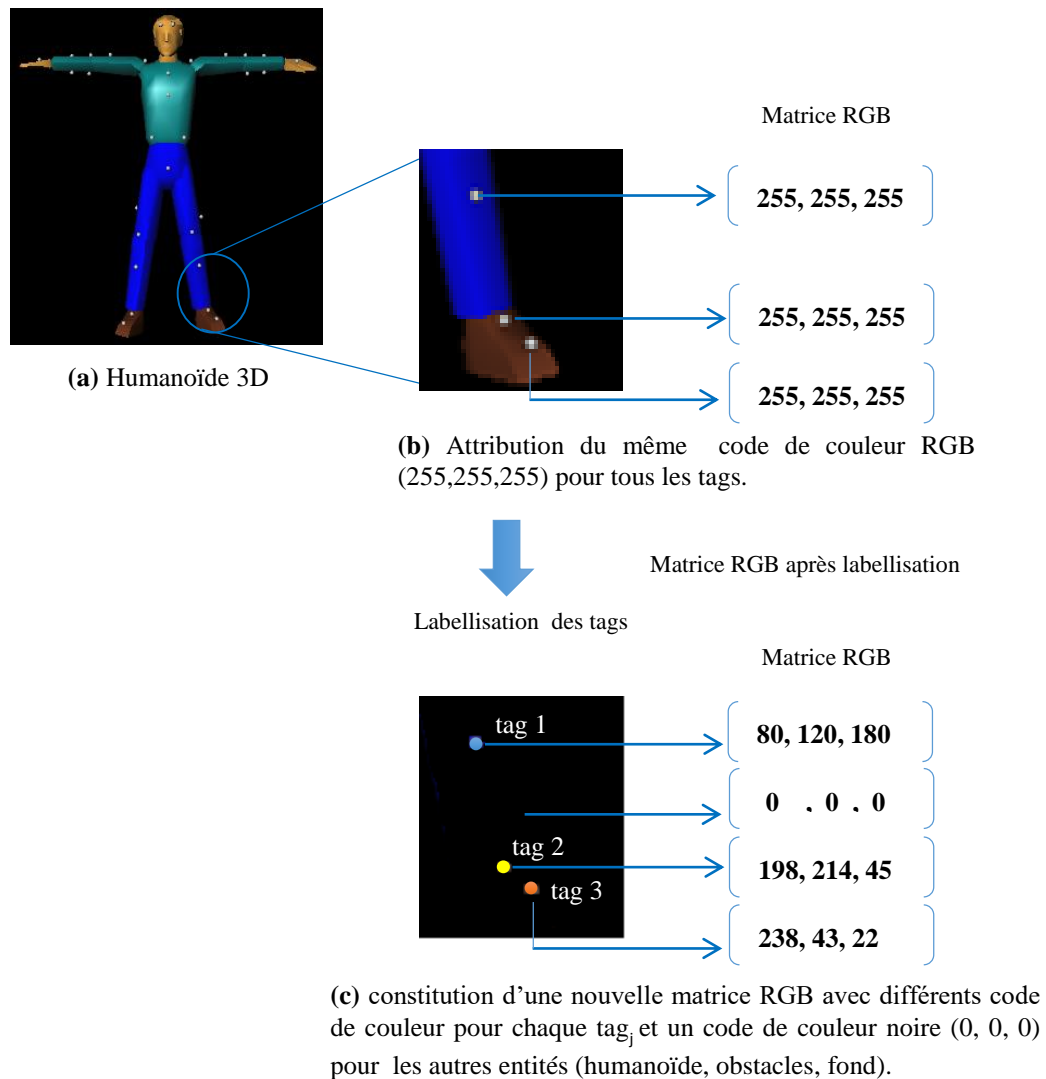 Matrice RGB
255, 255, 255
255, 255, 255
255, 255, 255
(a) Humanoïde 3D
(b) Attribution du même code de couleur RGB
(255,255,255) pour tous les tags.
Matrice RGB après labellisation
Labellisation des tags
Matrice RGB
tag 1
80, 120, 180
0 , 0 , 0
tag 2
198, 214, 45
tag 3
238, 43, 22
(c) constitution d’une nouvelle matrice RGB avec différents code
de couleur pour chaque tagj et un code de couleur noire (0, 0, 0)
pour les autres entités (humanoïde, obstacles, fond).